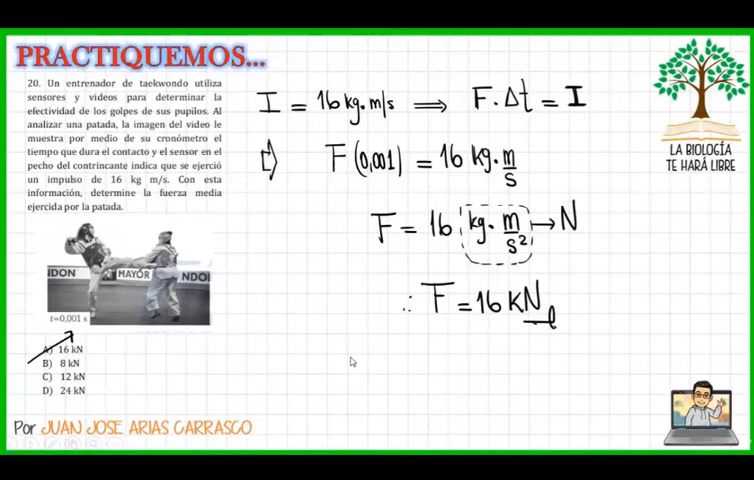 PRACTIQUEMOS...
20. Un entrenador de taekwondo utiliza
sensores y videos para determinar la
efectividad de los golpes de sus pupilos. Al
analizar una patada, la imagen del video le
muestra por medio de su cronómetro el
tiempo que dura el contacto y el sensor en el
pecho del contrincante indica que se ejerció
un impulso de 16 kg m/s. Con esta
información, determine la fuerza media
ejercida por la patada.
NDON
MAYOR
NDOI
t=0,001 s
A) 16 kN
B) 8 kN
C) 12 kN
D) 24 kN
Por JUAN JOSE ARIAS CARRASCO
I = 16 kg.m/s ⟹ F.Δt = I
⇒ F(0,001) = 16 kg.m/s
F = 16 kg.m/s² → N
∴ F = 16 kN
LA BIOLOGÍA
TE HARÁ LIBRE